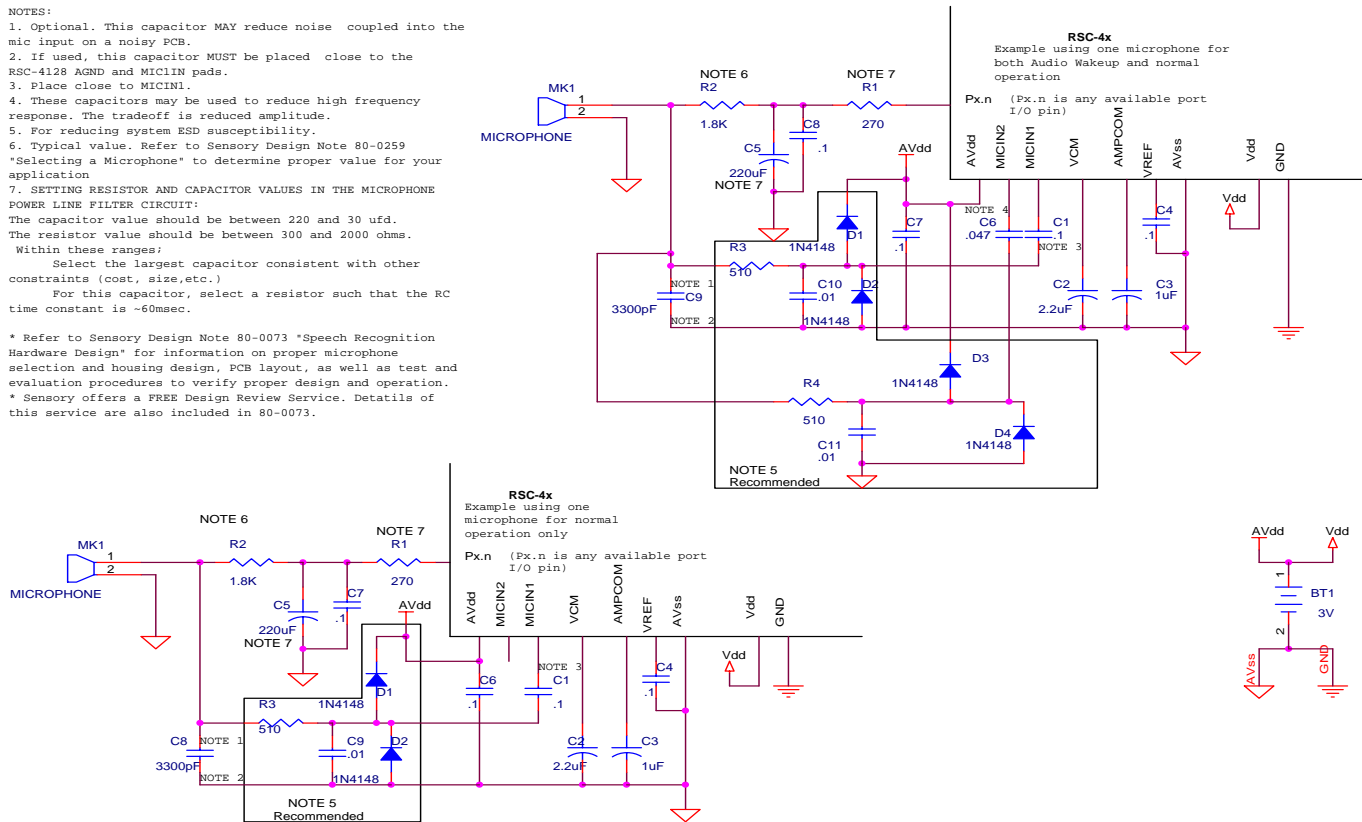 NOTES:
1. Optional. This capacitor MAY reduce noise coupled into the
mic input on a noisy PCB.
2. If used, this capacitor MUST be placed close to the
RSC-4128 AGND and MIC1IN pads.
3. Place close to MICIN1.
4. These capacitors may be used to reduce high frequency
response. The tradeoff is reduced amplitude.
5. For reducing system ESD susceptibility.
6. Typical value. Refer to Sensory Design Note 80-0259
"Selecting a Microphone" to determine proper value for your
application
7. SETTING RESISTOR AND CAPACITOR VALUES IN THE MICROPHONE
POWER LINE FILTER CIRCUIT:
The capacitor value should be between 220 and 30 ufd.
The resistor value should be between 300 and 2000 ohms.
Within these ranges;
Select the largest capacitor consistent with other
constraints (cost, size,etc.)
For this capacitor, select a resistor such that the RC
time constant is ~60msec.
* Refer to Sensory Design Note 80-0073 "Speech Recognition
Hardware Design" for information on proper microphone
selection and housing design, PCB layout, as well as test and
evaluation procedures to verify proper design and operation.
* Sensory offers a FREE Design Review Service. Detatils of
this service are also included in 80-0073.
RSC-4x
Example using one microphone for
both Audio Wakeup and normal
operation
Px.n (Px.n is any available port
I/O pin)
AVdd
MICIN2
MICIN1
VCM
AMPCOM
VREF
AVss
Vdd
GND
MK1
1
2
MICROPHONE
NOTE 6
R2
1.8K
NOTE 7
R1
270
C5
220uF
NOTE 7
C8
.1
AVdd
C7
.1
NOTE 4
C6
.047
C1
.1
NOTE 3
C4
.1
Vdd
D1
1N4148
R3
510
NOTE 1
C9
3300pF
NOTE 2
C10
.01
D2
1N4148
C2
2.2uF
C3
1uF
D3
1N4148
R4
510
C11
.01
D4
1N4148
NOTE 5
Recommended
RSC-4x
Example using one
microphone for normal
operation only
Px.n (Px.n is any available port
I/O pin)
AVdd
MICIN2
MICIN1
VCM
AMPCOM
VREF
AVss
Vdd
GND
NOTE 6
R2
1.8K
NOTE 7
R1
270
MK1
1
2
MICROPHONE
C5
220uF
NOTE 7
C7
.1
AVdd
D1
1N4148
C6
.1
NOTE 3
C1
.1
C4
.1
Vdd
R3
510
C8
NOTE 1
3300pF
NOTE 2
C9
.01
D2
1N4148
C2
2.2uF
C3
1uF
NOTE 5
Recommended
AVdd
Vdd
1
BT1
3V
2
AVss
GND